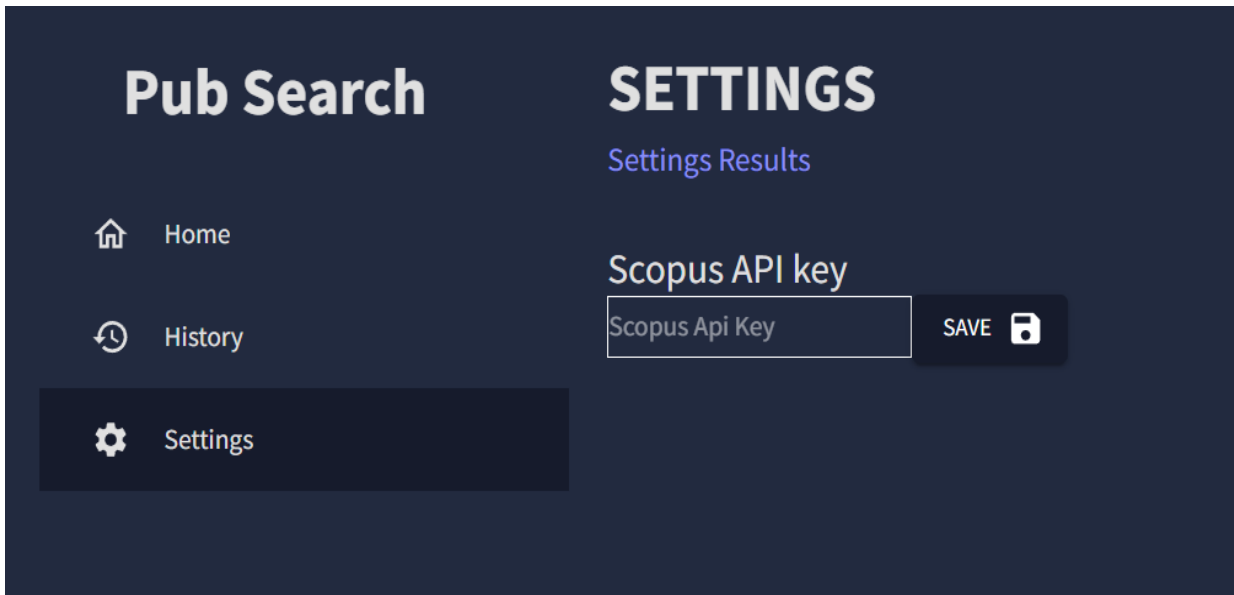 Pub Search
Home
History
Settings
SETTINGS
Settings Results
Scopus API key
Scopus Api Key
SAVE